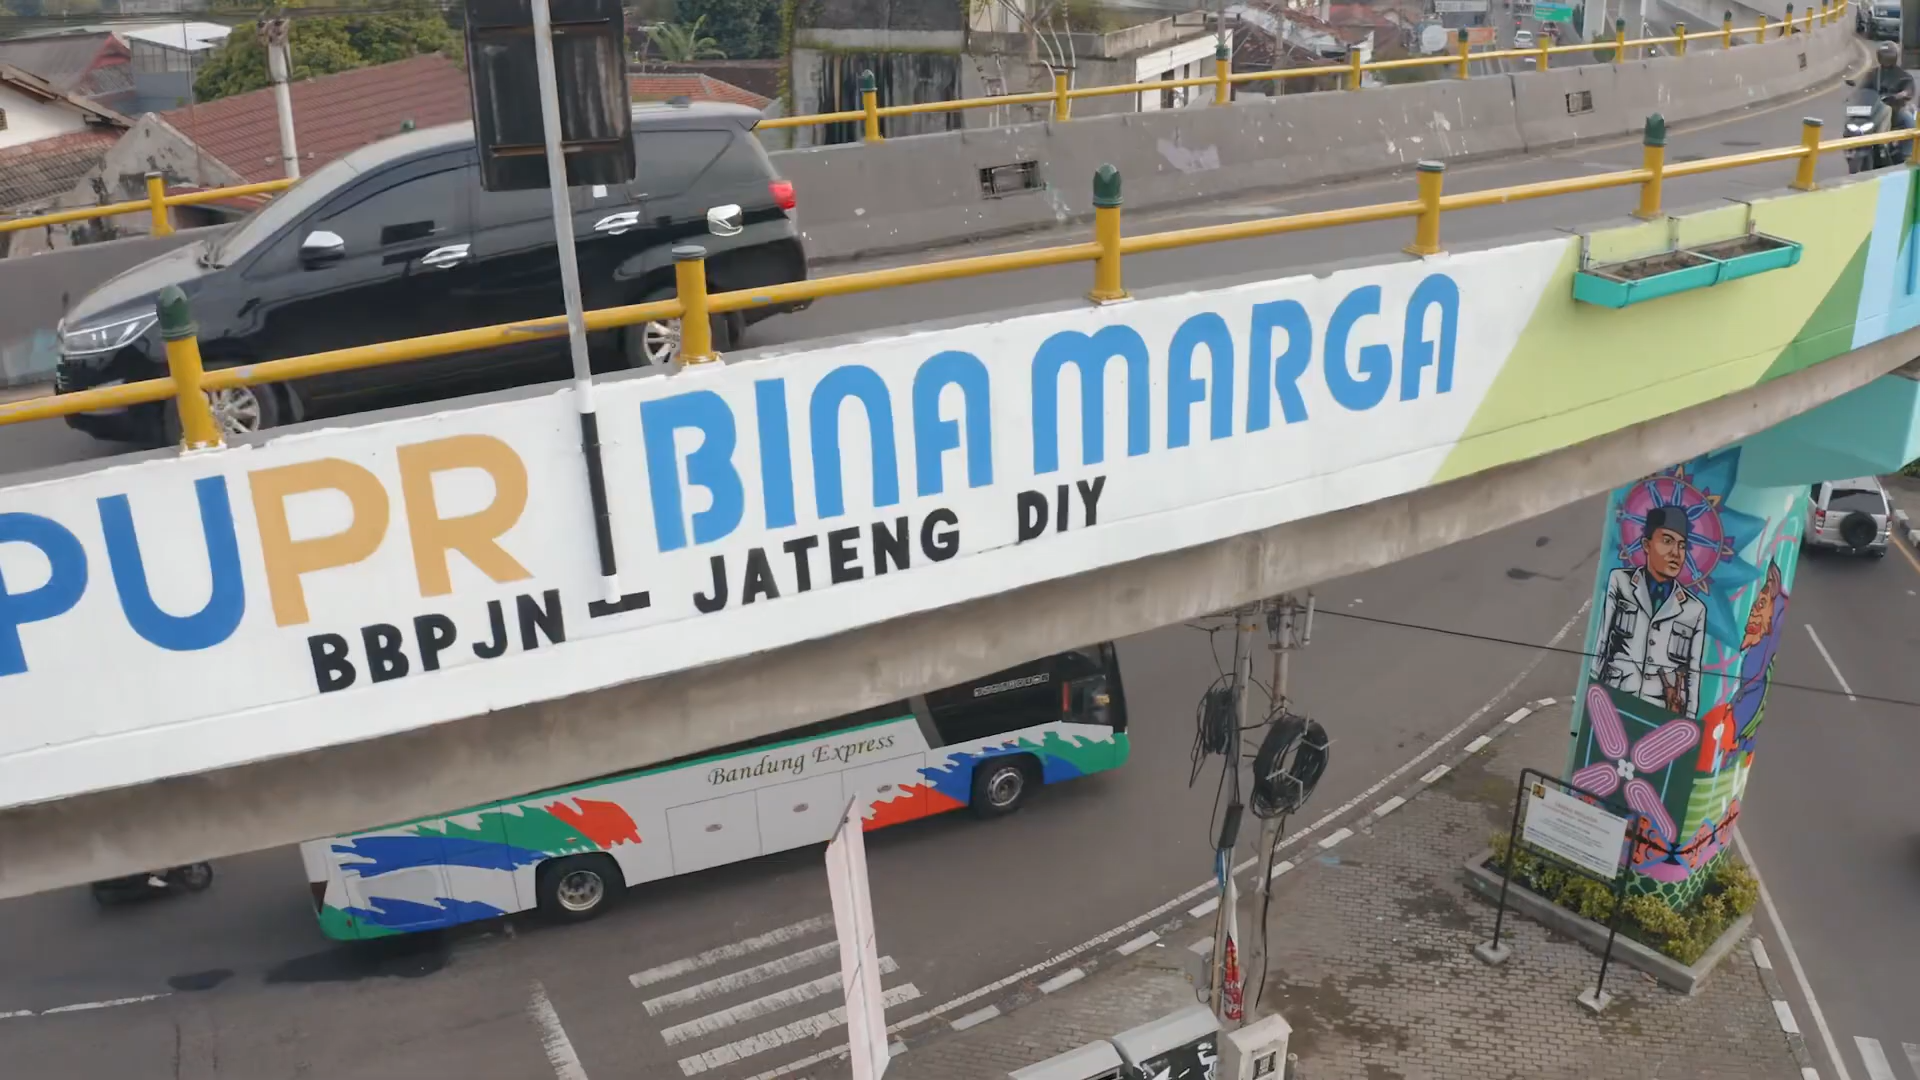 PUPR BINA MARGA
BBPJN – JATENG DIY
Bandung Express